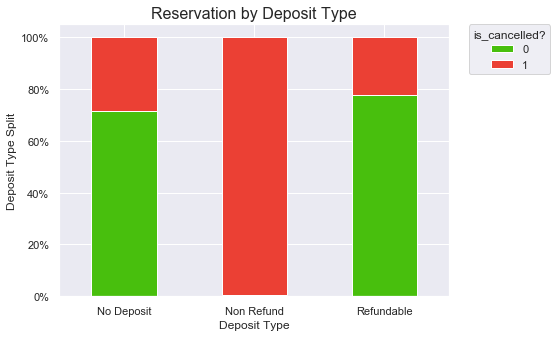 Reservation by Deposit Type
is_cancelled?
0
1
100%
80%
60%
40%
20%
0%
Deposit Type Split
No Deposit
Non Refund
Refundable
Deposit Type